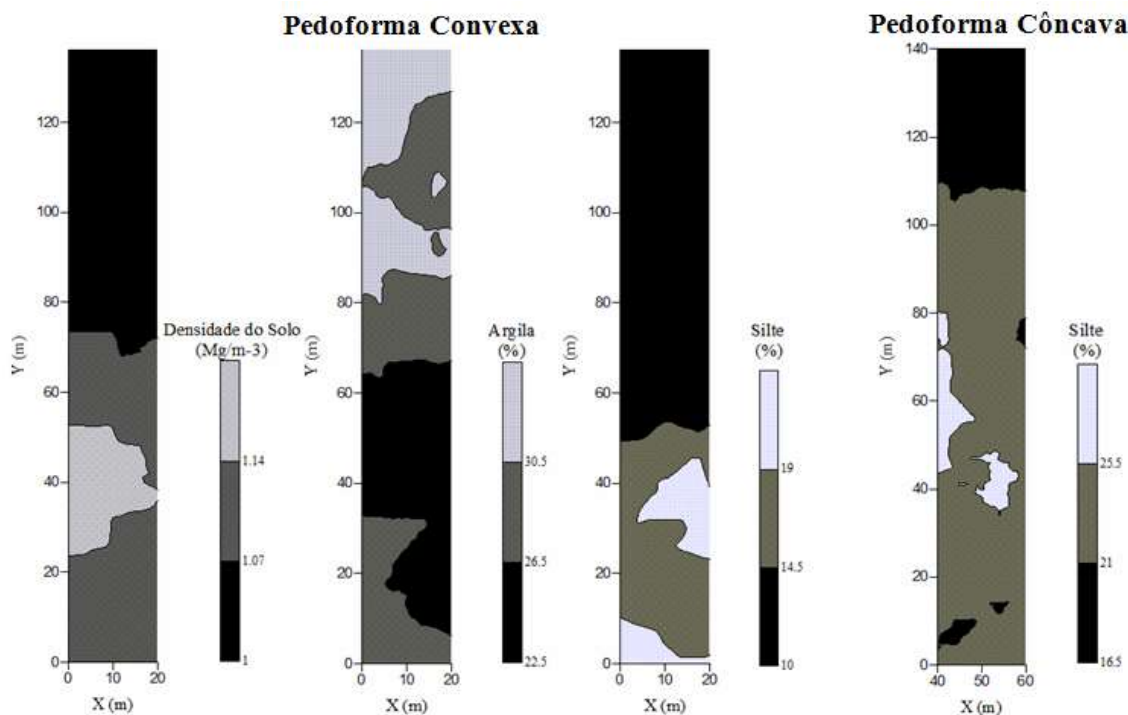 Pedoforma Convexa
Pedoforma Côncava
Y (m)
120
100
80
60
40
20
0
0 10 20
X (m)
Densidade do Solo
(Mg/m-3)
1.14
1.07
1
Y (m)
120
100
80
60
40
20
0
0 10 20
X (m)
Argila
(%)
30.5
26.5
22.5
Y (m)
120
100
80
60
40
20
0
0 10 20
X (m)
Silte
(%)
19
14.5
10
Y (m)
140
120
100
80
60
40
20
0
40 50 60
X (m)
Silte
(%)
25.5
21
16.5